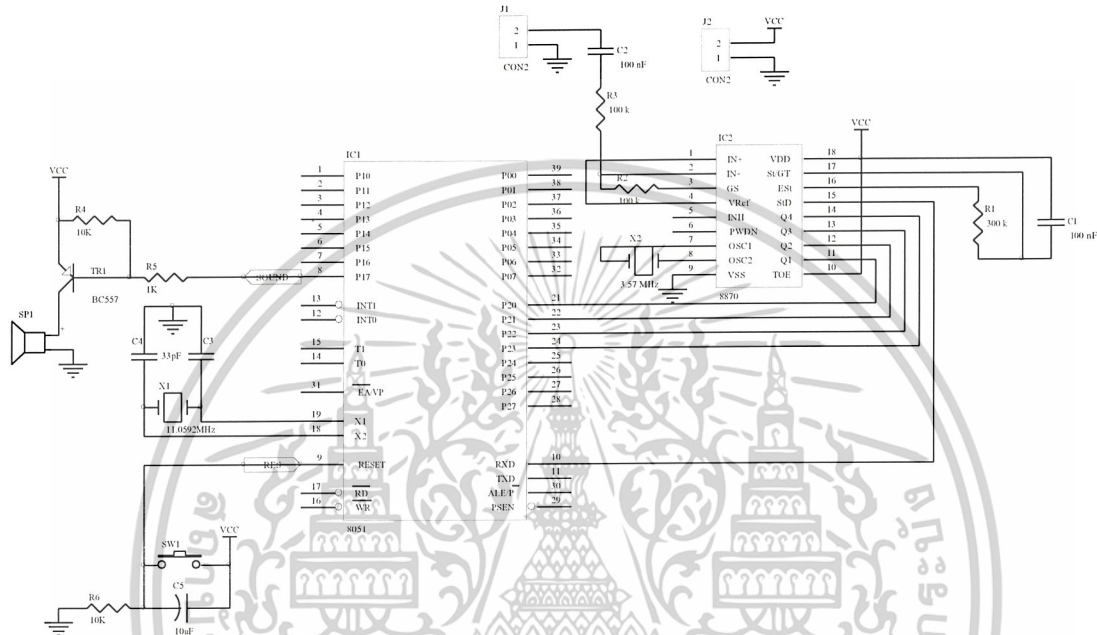 J1
2
1
CON2
C2
100 nF
R3
100 k
J2
VCC
2
1
CON2
VCC
IC2
1 IN+ VDD 18
2 IN- St/GT 17
3 GS ESt 16
4 VRef StD 15
5 INH Q4 14
6 PWDN Q3 13
7 OSC1 Q2 12
8 OSC2 Q1 11
9 VSS TOE 10
8870
R2
100 k
X2
3.57 MHz
R1
300 k
C1
100 nF
VCC
R4
10K
TR1
BC557
R5
1K
SOUND
SP1
+
C4
33pF
C3
X1
11.0592MHz
RES
IC1
1 P10 P00 39
2 P11 P01 38
3 P12 P02 37
4 P13 P03 36
5 P14 P04 35
6 P15 P05 34
7 P16 P06 33
8 P17 P07 32
13 INT1 P20 21
12 INT0 P21 22
P22 23
15 T1 P23 24
14 T0 P24 25
P25 26
31 EA/VP P26 27
P27 28
19 X1
18 X2
9 RESET RXD 10
TXD 11
17 RD ALE/P 30
16 WR PSEN 29
8051
VCC
SW1
C5
10uF
R6
10K